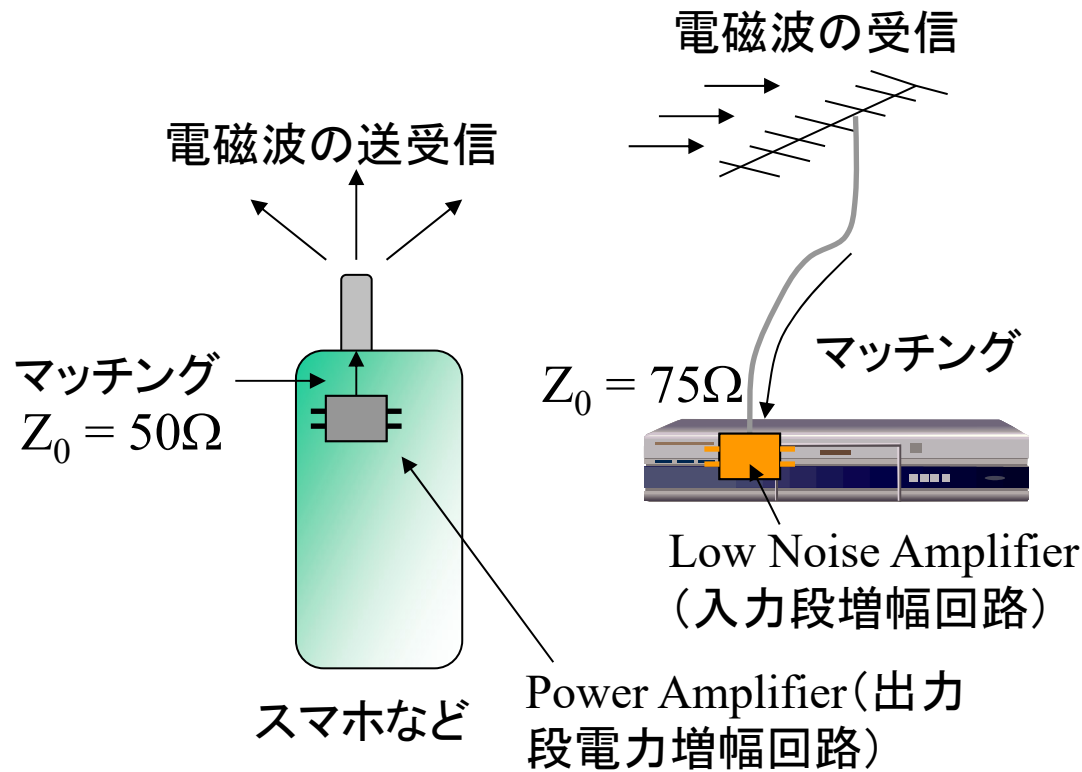 電磁波の受信
電磁波の送受信
マッチング
Z₀ = 50Ω
Z₀ = 75Ω
マッチング
Low Noise Amplifier
（入力段増幅回路）
Power Amplifier（出力
段電力増幅回路）
スマホなど